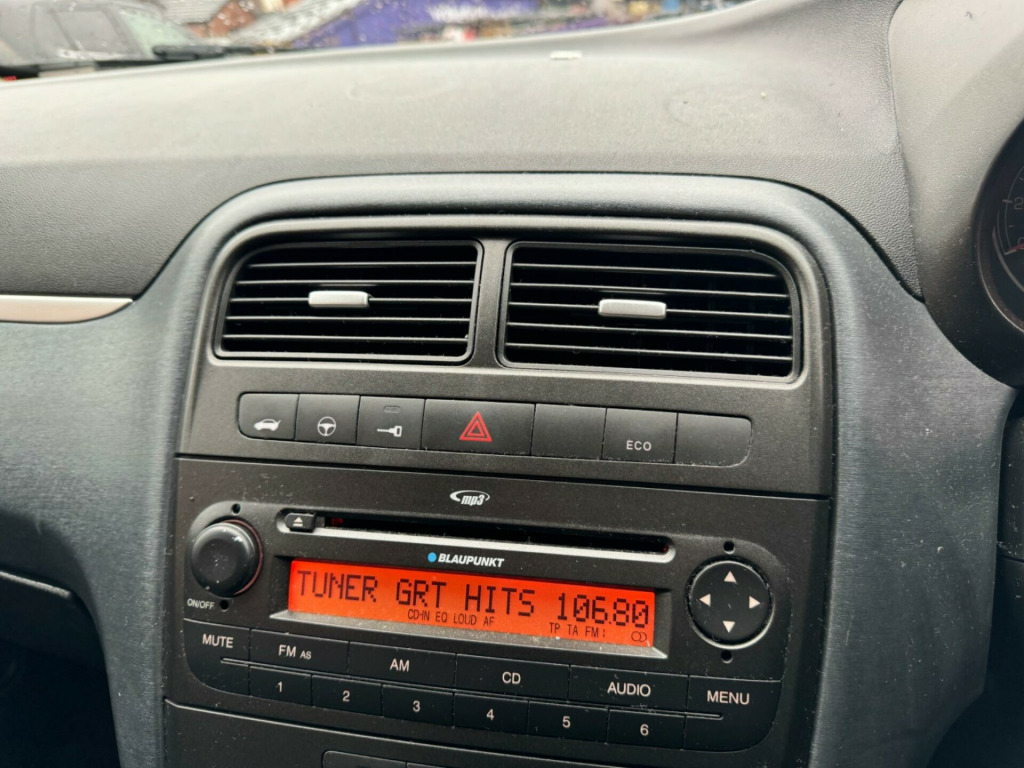 ECO
mp3
BLAUPUNKT
TUNER GRT HITS 106.80
CD-IN EQ LOUD AF TP TA FM1
ON/OFF
MUTE FM AS AM CD AUDIO MENU
1 2 3 4 5 6